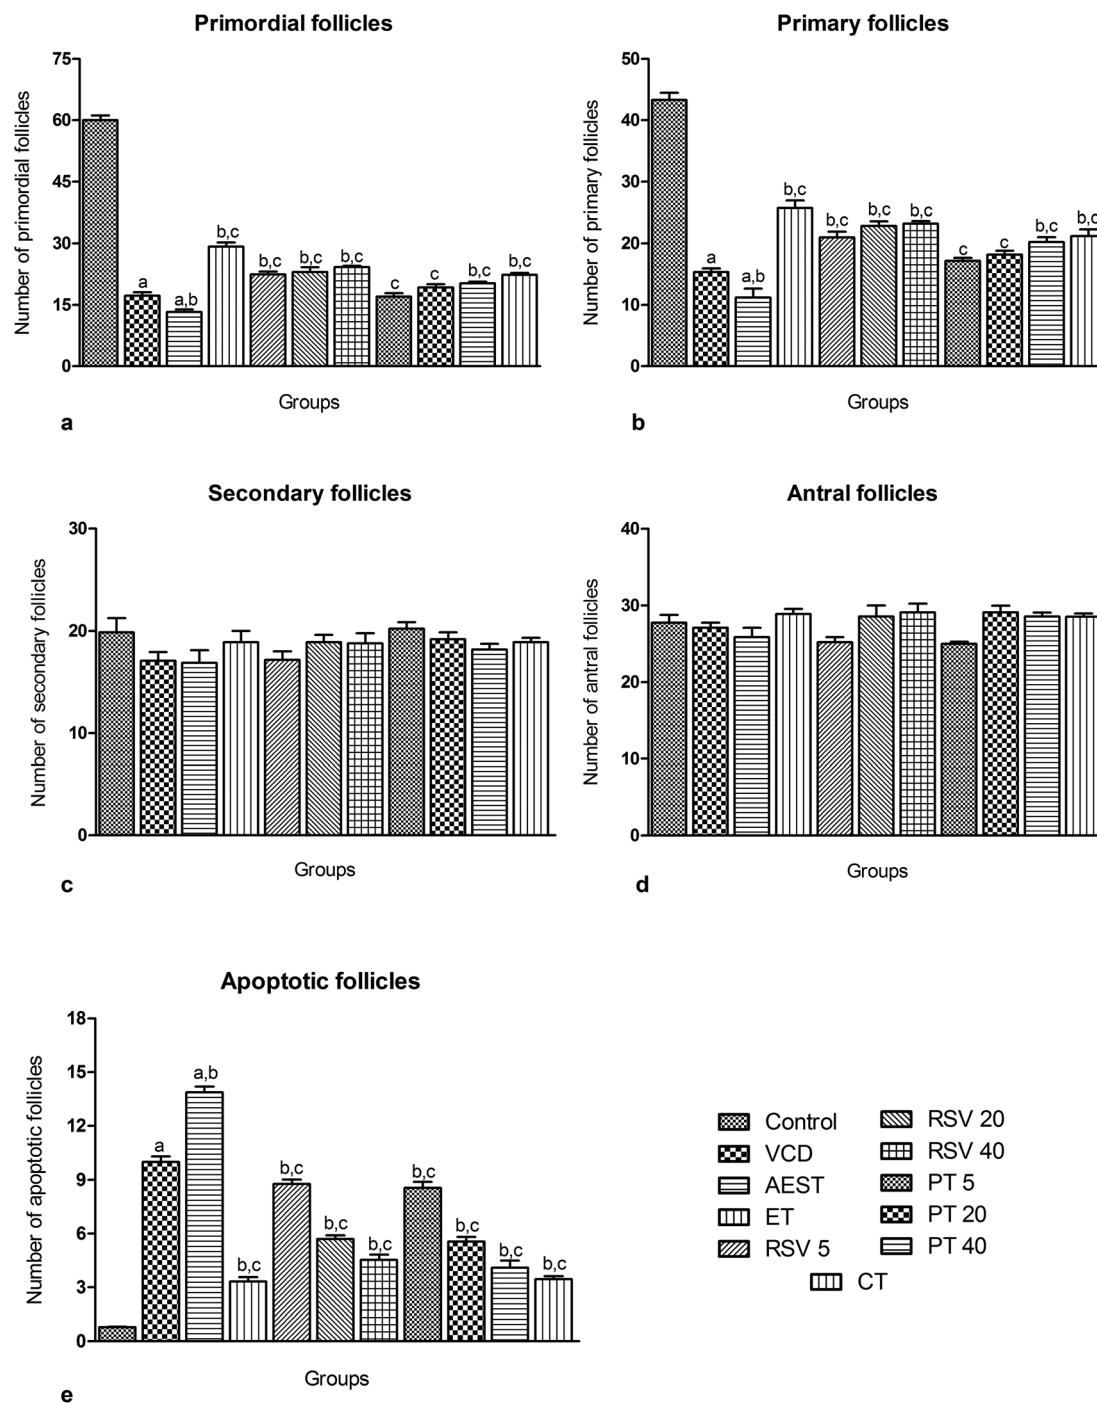 Primordial follicles
Number of primordial follicles
75
60
45
30
15
0
a
a,b
b,c
b,c
b,c
b,c
c
c
b,c
b,c
Groups
a
Primary follicles
Number of primary follicles
50
40
30
20
10
0
a
a,b
b,c
b,c
b,c
b,c
c
c
b,c
b,c
Groups
b
Secondary follicles
Number of secondary follicles
30
20
10
0
Groups
c
Antral follicles
Number of antral follicles
40
30
20
10
0
Groups
d
Apoptotic follicles
Number of apoptotic follicles
18
15
12
9
6
3
0
a
a,b
b,c
b,c
b,c
b,c
b,c
b,c
b,c
b,c
Groups
e
Control
VCD
AEST
ET
RSV 5
RSV 20
RSV 40
PT 5
PT 20
PT 40
CT